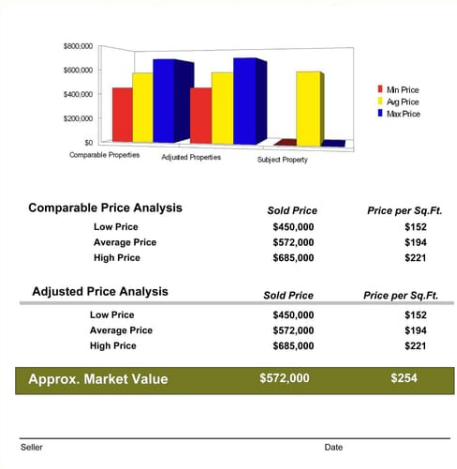 $800,000
$600,000
$400,000
$200,000
$0
Comparable Properties Adjusted Properties Subject Property
Min Price
Avg Price
Max Price
Comparable Price Analysis Sold Price Price per Sq.Ft.
Low Price $450,000 $152
Average Price $572,000 $194
High Price $685,000 $221
Adjusted Price Analysis Sold Price Price per Sq.Ft.
Low Price $450,000 $152
Average Price $572,000 $194
High Price $685,000 $221
Approx. Market Value $572,000 $254
Seller Date